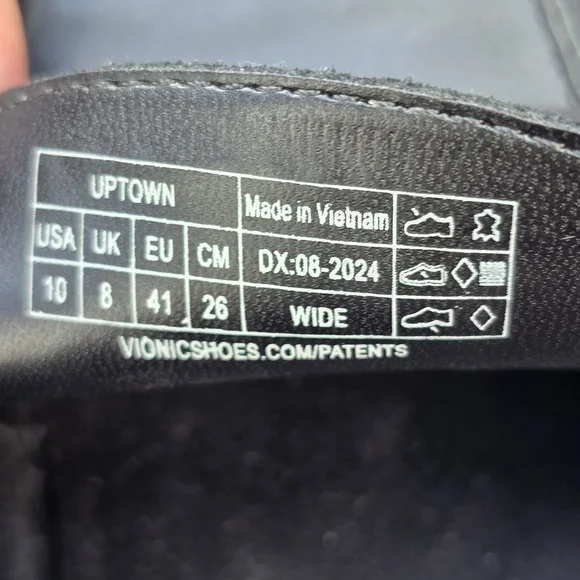 UPTOWN
Made in Vietnam
USA UK EU CM
DX:08-2024
10 8 41 26
WIDE
VIONICSHOES.COM/PATENTS